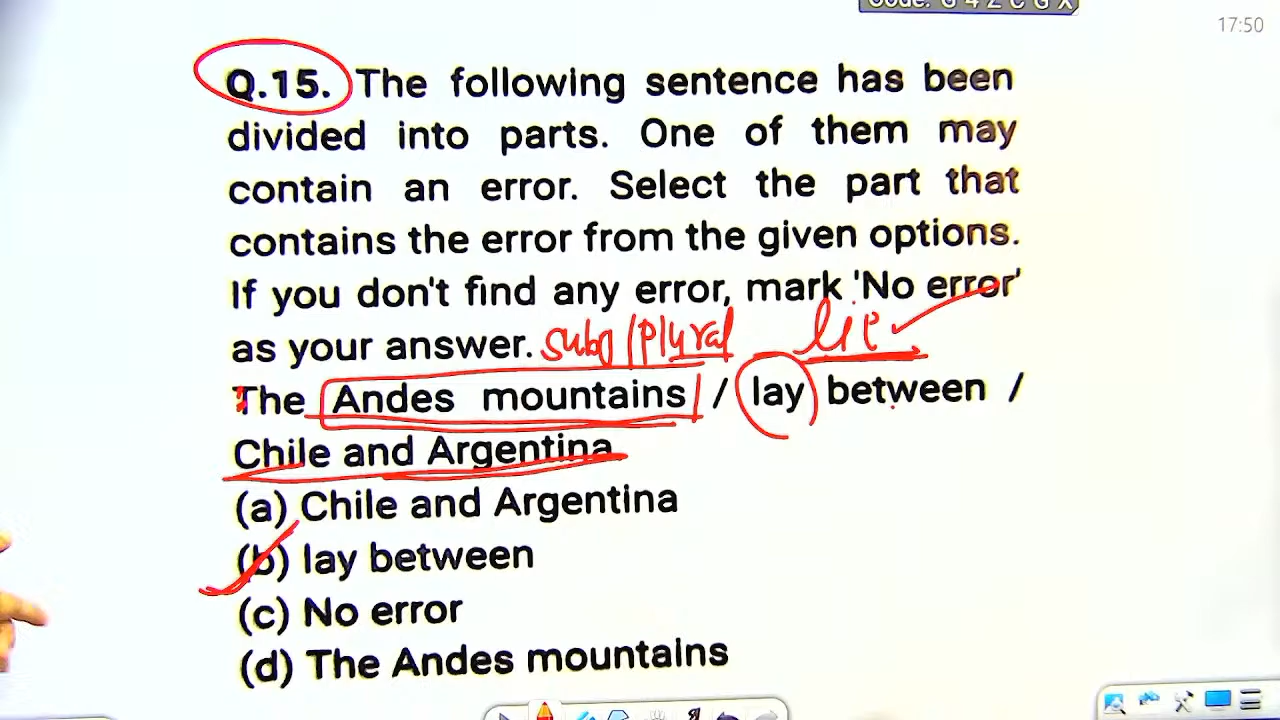 Code: G 4 Z C G X
17:50
Q.15. The following sentence has been
divided into parts. One of them may
contain an error. Select the part that
contains the error from the given options.
If you don't find any error, mark 'No error'
as your answer. subj/plural lie
The Andes mountains / lay between /
Chile and Argentina
(a) Chile and Argentina
(b) lay between
(c) No error
(d) The Andes mountains